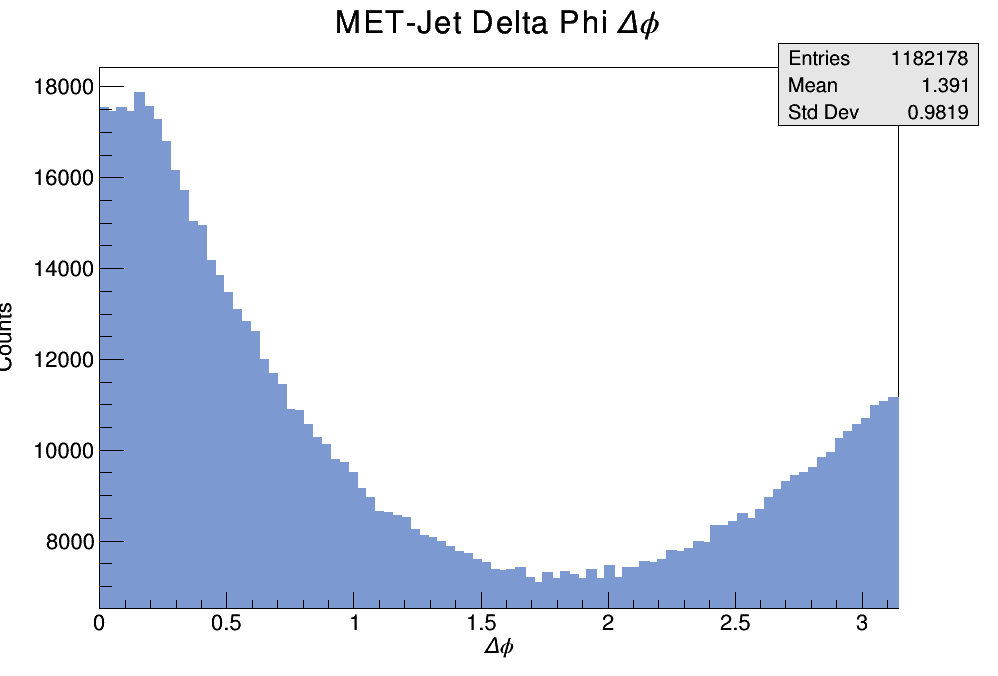 MET-Jet Delta Phi Δϕ
Entries 1182178
Mean 1.391
Std Dev 0.9819
18000
16000
14000
12000
10000
8000
Counts
0 0.5 1 1.5 2 2.5 3
Δϕ